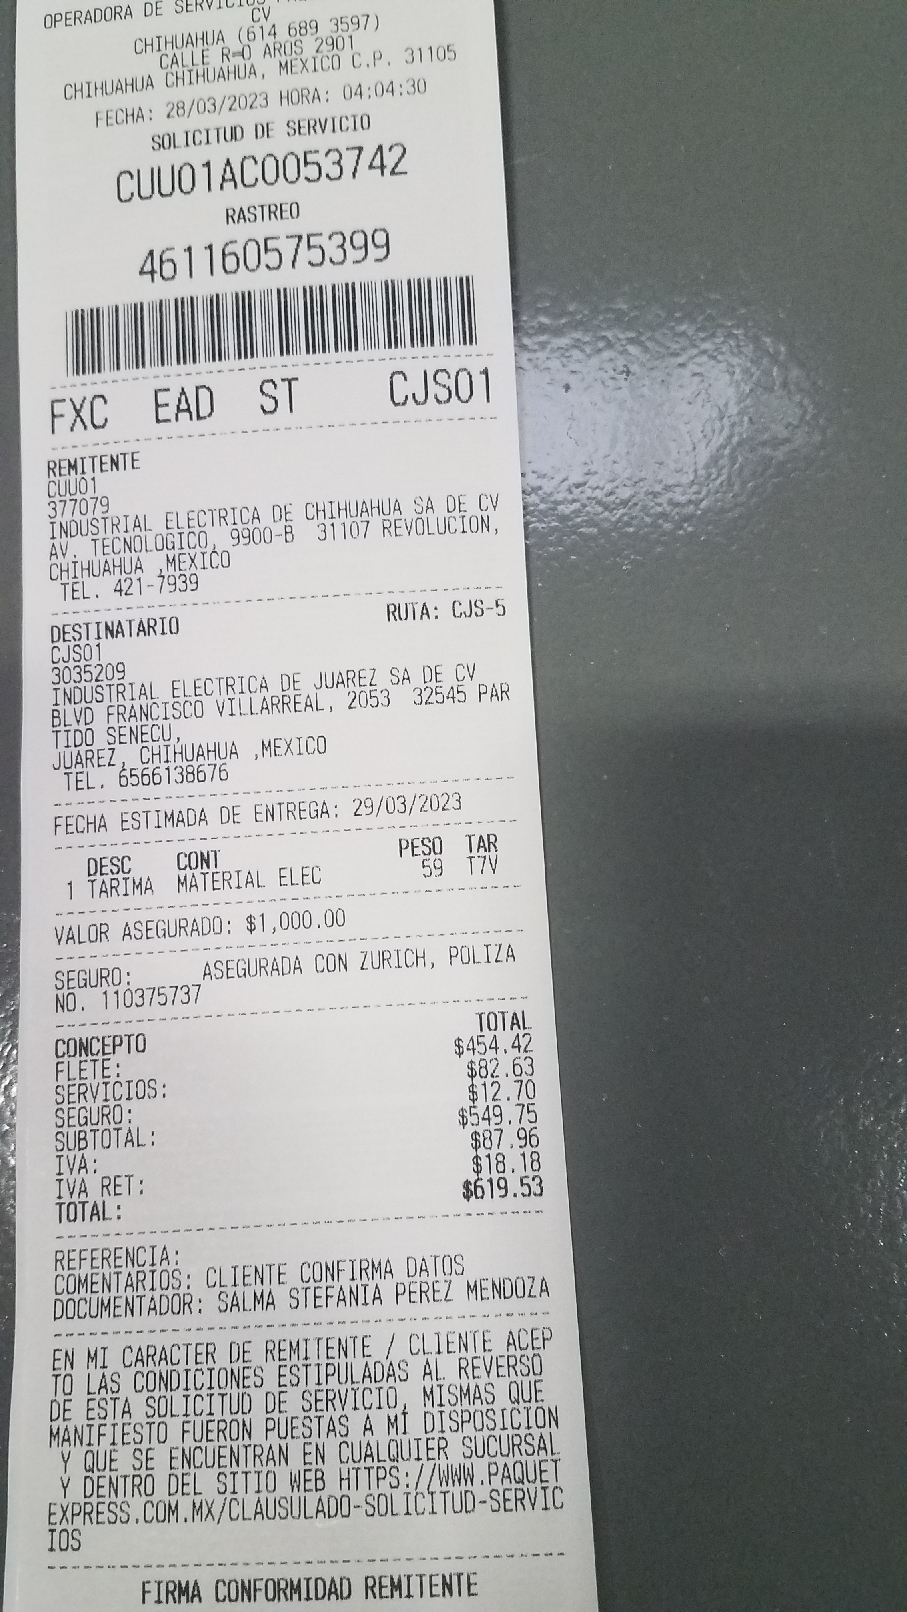 OPERADORA DE
CV
CHIHUAHUA (614 689 3597)
CALLE R=O AROS 2901
CHIHUAHUA CHIHUAHUA, MEXICO C.P. 31105
FECHA: 28/03/2023 HORA: 04:04:30
SOLICITUD DE SERVICIO
CUU01AC0053742
RASTREO
461160575399
FXC EAD ST CJS01
REMITENTE
CUU01
377079
INDUSTRIAL ELECTRICA DE CHIHUAHUA SA DE CV
AV. TECNOLOGICO, 9900-B 31107 REVOLUCION,
CHIHUAHUA ,MEXICO
TEL. 421-7939
DESTINATARIO RUTA: CJS-5
CJS01
3035209
INDUSTRIAL ELECTRICA DE JUAREZ SA DE CV
BLVD FRANCISCO VILLARREAL, 2053 32545 PAR
TIDO SENECU,
JUAREZ, CHIHUAHUA ,MEXICO
TEL. 6566138676
FECHA ESTIMADA DE ENTREGA: 29/03/2023
DESC CONT PESO TAR
1 TARIMA MATERIAL ELEC 59 T7V
VALOR ASEGURADO: $1,000.00
SEGURO: ASEGURADA CON ZURICH, POLIZA
NO. 110375737
CONCEPTO TOTAL
FLETE: $454.42
SERVICIOS: $82.63
SEGURO: $12.70
SUBTOTAL: $549.75
IVA: $87.96
IVA RET: $18.18
TOTAL: $619.53
REFERENCIA:
COMENTARIOS: CLIENTE CONFIRMA DATOS
DOCUMENTADOR: SALMA STEFANIA PEREZ MENDOZA
EN MI CARACTER DE REMITENTE / CLIENTE ACEP
TO LAS CONDICIONES ESTIPULADAS AL REVERSO
DE ESTA SOLICITUD DE SERVICIO, MISMAS QUE
MANIFIESTO FUERON PUESTAS A MI DISPOSICION
Y QUE SE ENCUENTRAN EN CUALQUIER SUCURSAL
Y DENTRO DEL SITIO WEB HTTPS://WWW.PAQUET
EXPRESS.COM.MX/CLAUSULADO-SOLICITUD-SERVIC
IOS
FIRMA CONFORMIDAD REMITENTE